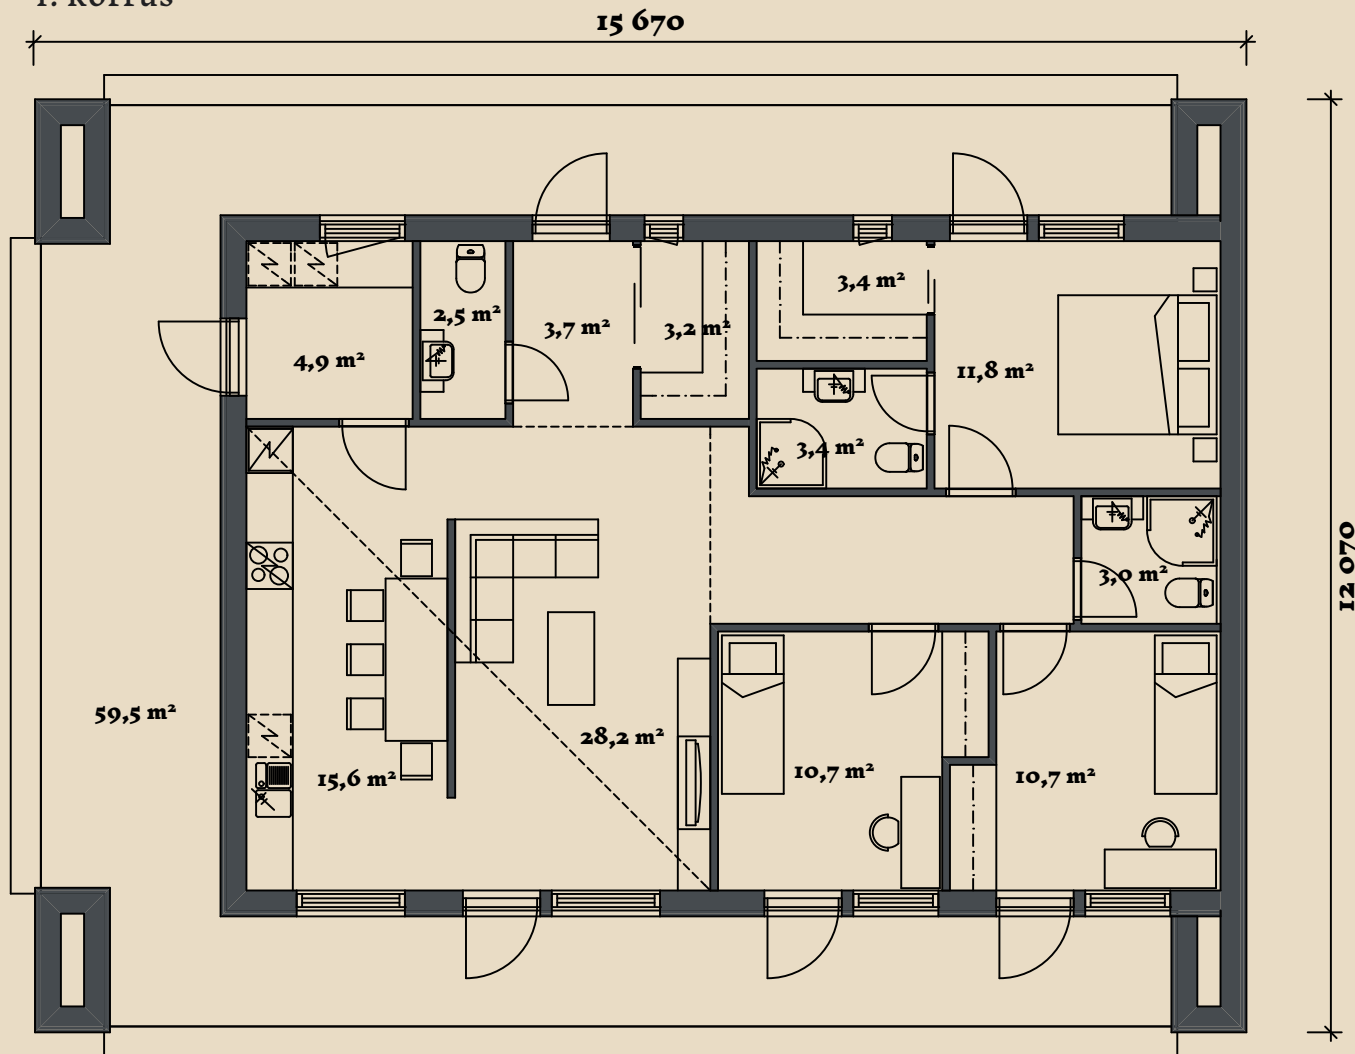 1. korrus
15 670
3,4 m²
2,5 m²
3,7 m²
3,2 m²
4,9 m²
11,8 m²
3,4 m²
3,0 m²
12 070
59,5 m²
28,2 m²
15,6 m²
10,7 m²
10,7 m²